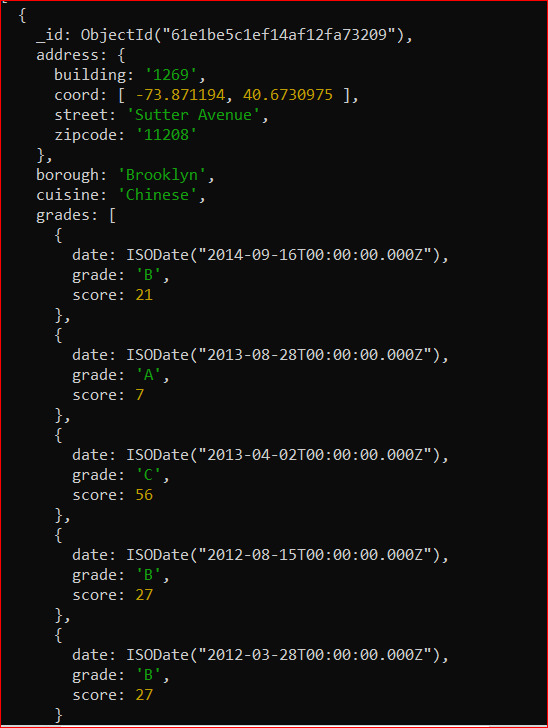 {
_id: ObjectId("61e1be5c1ef14af12fa73209"),
address: {
building: '1269',
coord: [ -73.871194, 40.6730975 ],
street: 'Sutter Avenue',
zipcode: '11208'
},
borough: 'Brooklyn',
cuisine: 'Chinese',
grades: [
{
date: ISODate("2014-09-16T00:00:00.000Z"),
grade: 'B',
score: 21
},
{
date: ISODate("2013-08-28T00:00:00.000Z"),
grade: 'A',
score: 7
},
{
date: ISODate("2013-04-02T00:00:00.000Z"),
grade: 'C',
score: 56
},
{
date: ISODate("2012-08-15T00:00:00.000Z"),
grade: 'B',
score: 27
},
{
date: ISODate("2012-03-28T00:00:00.000Z"),
grade: 'B',
score: 27
}